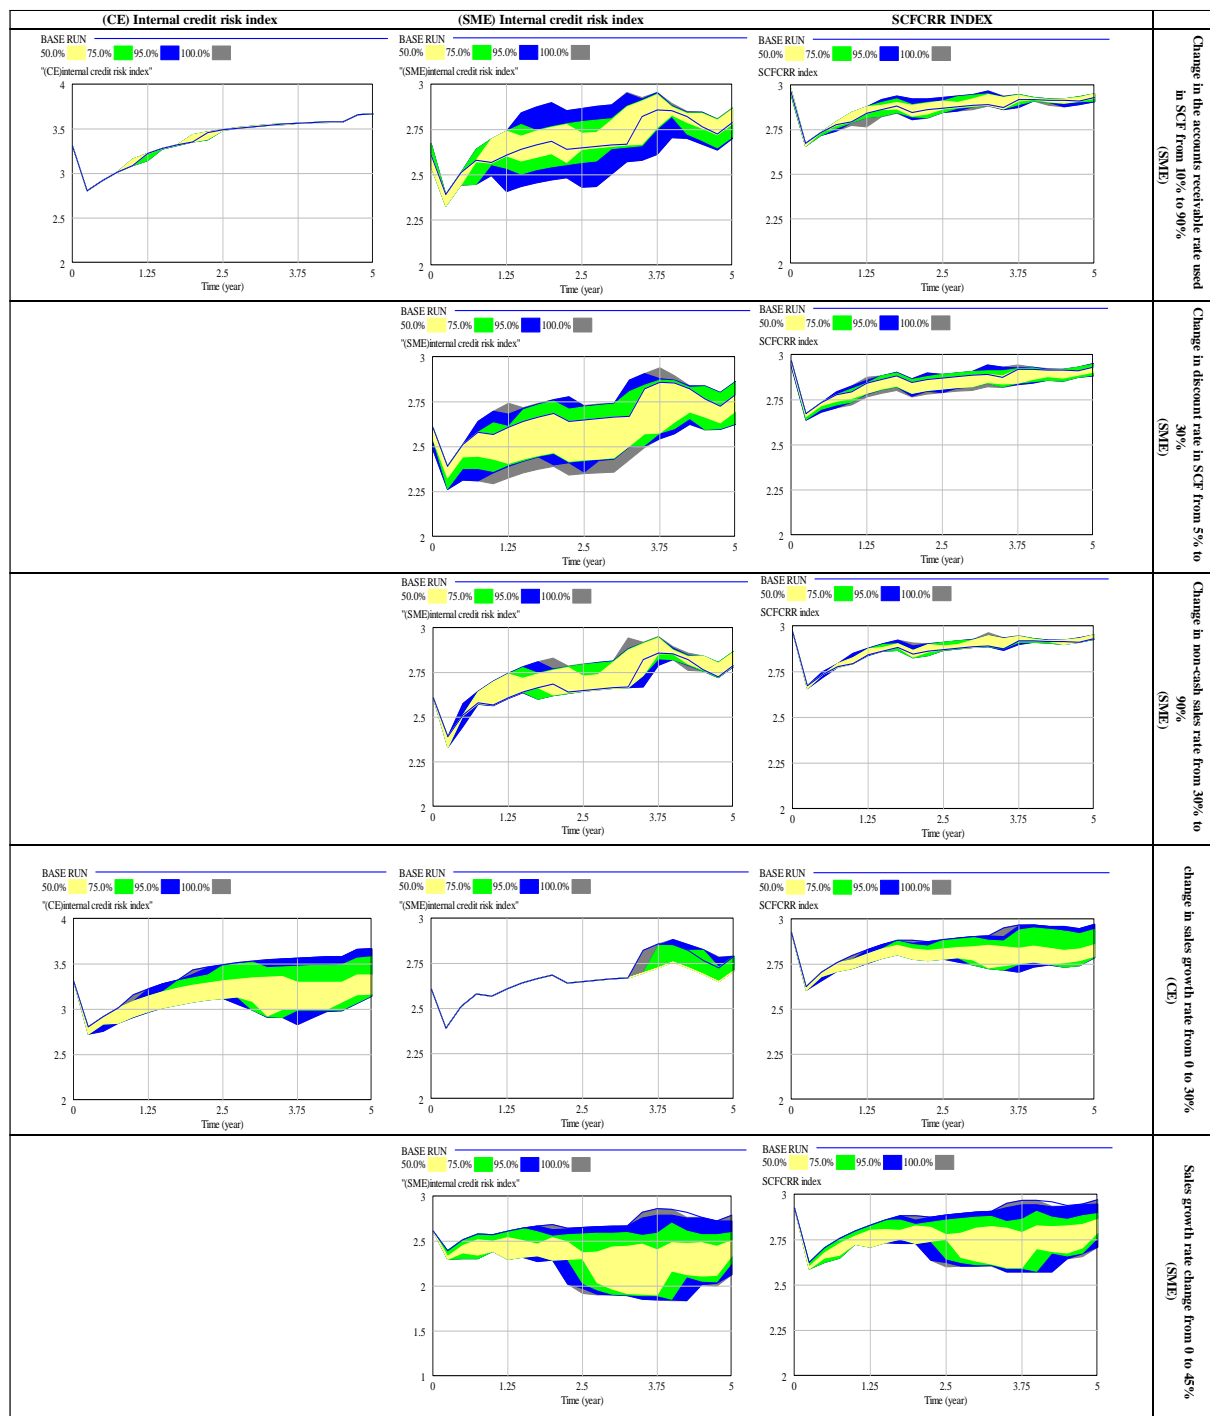 (CE) Internal credit risk index
(SME) Internal credit risk index
SCFCRR INDEX
BASE RUN
50.0% 75.0% 95.0% 100.0%
"(CE)internal credit risk index"
4
3.5
3
2.5
2
0 1.25 2.5 3.75 5
Time (year)
BASE RUN
50.0% 75.0% 95.0% 100.0%
"(SME)internal credit risk index"
3
2.75
2.5
2.25
2
0 1.25 2.5 3.75 5
Time (year)
BASE RUN
50.0% 75.0% 95.0% 100.0%
SCFCRR index
3
2.75
2.5
2.25
2
0 1.25 2.5 3.75 5
Time (year)
Change in the accounts receivable rate used
in SCF from 10% to 90%
(SME)
BASE RUN
50.0% 75.0% 95.0% 100.0%
"(SME)internal credit risk index"
3
2.75
2.5
2.25
2
0 1.25 2.5 3.75 5
Time (year)
BASE RUN
50.0% 75.0% 95.0% 100.0%
SCFCRR index
3
2.75
2.5
2.25
2
0 1.25 2.5 3.75 5
Time (year)
Change in discount rate in SCF from 5% to
30%
(SME)
BASE RUN
50.0% 75.0% 95.0% 100.0%
"(SME)internal credit risk index"
3
2.75
2.5
2.25
2
0 1.25 2.5 3.75 5
Time (year)
BASE RUN
50.0% 75.0% 95.0% 100.0%
SCFCRR index
3
2.75
2.5
2.25
2
0 1.25 2.5 3.75 5
Time (year)
Change in non-cash sales rate from 30% to
90%
(SME)
BASE RUN
50.0% 75.0% 95.0% 100.0%
"(CE)internal credit risk index"
4
3.5
3
2.5
2
0 1.25 2.5 3.75 5
Time (year)
BASE RUN
50.0% 75.0% 95.0% 100.0%
"(SME)internal credit risk index"
3
2.75
2.5
2.25
2
0 1.25 2.5 3.75 5
Time (year)
BASE RUN
50.0% 75.0% 95.0% 100.0%
SCFCRR index
3
2.75
2.5
2.25
2
0 1.25 2.5 3.75 5
Time (year)
change in sales growth rate from 0 to 30%
(CE)
BASE RUN
50.0% 75.0% 95.0% 100.0%
"(SME)internal credit risk index"
3
2.5
2
1.5
1
0 1.25 2.5 3.75 5
Time (year)
BASE RUN
50.0% 75.0% 95.0% 100.0%
SCFCRR index
3
2.75
2.5
2.25
2
0 1.25 2.5 3.75 5
Time (year)
Sales growth rate change from 0 to 45%
(SME)